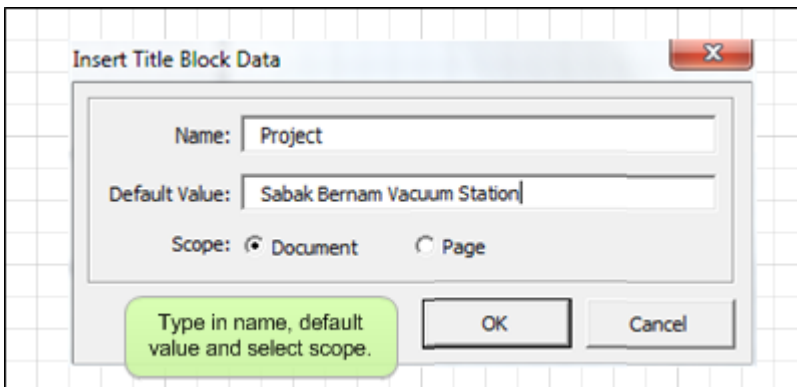 Insert Title Block Data
Name: Project
Default Value: Sabak Bernam Vacuum Station
Scope: Document Page
Type in name, default
value and select scope.
OK Cancel